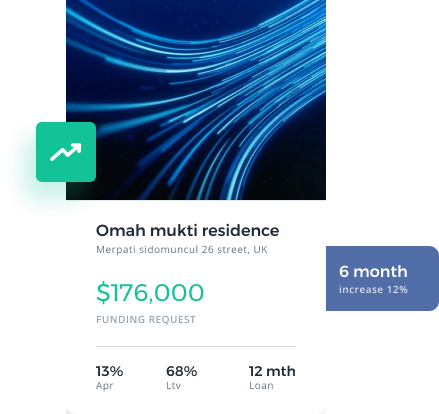 Omah mukti residence
Merpati sidomuncul 26 street, UK
$176,000
FUNDING REQUEST
13% 68% 12 mth
Apr Ltv Loan
6 month
increase 12%